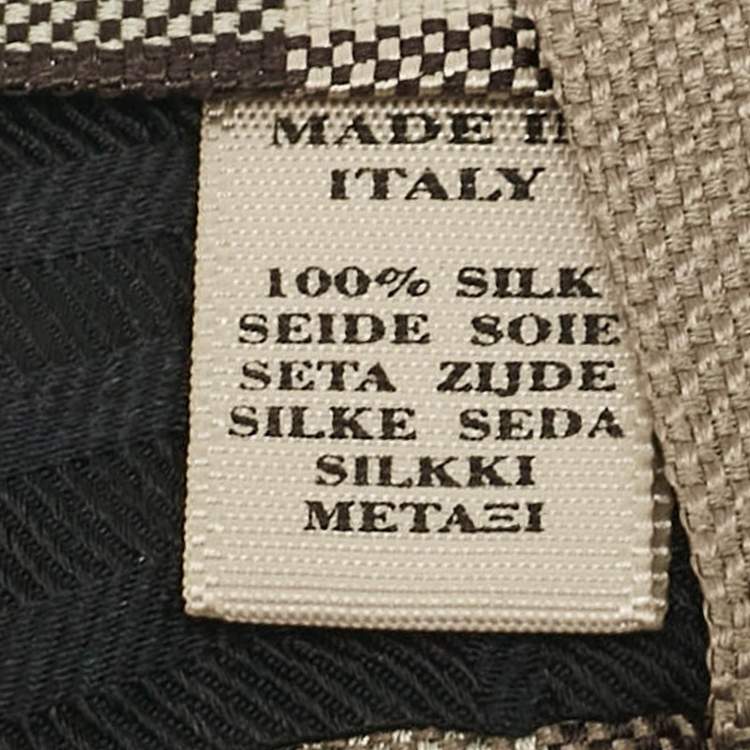 MADE I
ITALY
100% SILK
SEIDE SOIE
SETA ZIJDE
SILKE SEDA
SILKKI
ΜΕΤΑΞΙ